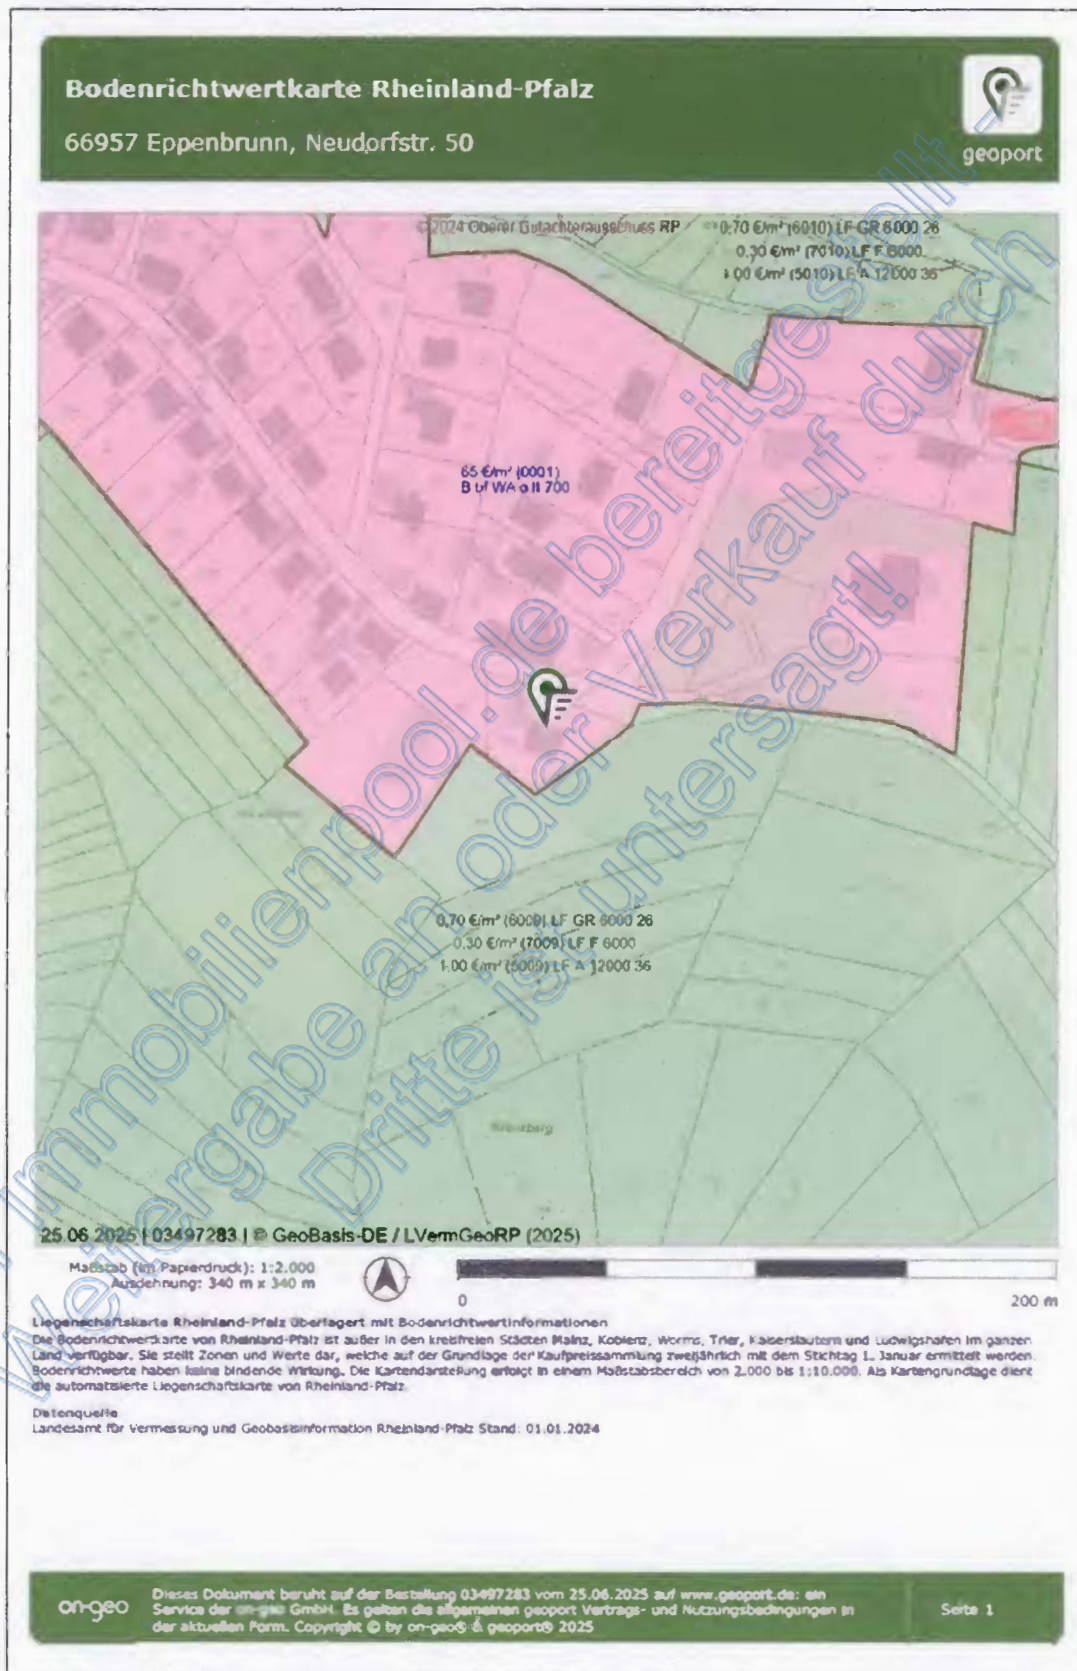 Bodenrichtwertkarte Rheinland-Pfalz
66957 Eppenbrunn, Neudorfstr. 50
geoport
©2024 Oberer Gutachterausschuss RP
0,70 €/m² (6010) LF GR 6000 26
0,30 €/m² (7010) LF F 6000
1,00 €/m² (5010) LF A 12000 36
65 €/m² (0001)
B bf WA o II 700
0,70 €/m² (6009) LF GR 6000 26
0,30 €/m² (7009) LF F 6000
1,00 €/m² (5009) LF A 12000 36
Kreuzberg
immobilienpool.de bereitgestellt -
Weitergabe an oder Verkauf durch
Dritte ist untersagt!
25.06.2025 | 03497283 | © GeoBasis-DE / LVermGeoRP (2025)
Maßstab (im Papierdruck): 1:2.000
Ausdehnung: 340 m x 340 m
0 200 m
Liegenschaftskarte Rheinland-Pfalz überlagert mit Bodenrichtwertinformationen
Die Bodenrichtwertkarte von Rheinland-Pfalz ist außer in den kreisfreien Städten Mainz, Koblenz, Worms, Trier, Kaiserslautern und Ludwigshafen im ganzen
Land verfügbar. Sie stellt Zonen und Werte dar, welche auf der Grundlage der Kaufpreissammlung zweijährlich mit dem Stichtag 1. Januar ermittelt werden.
Bodenrichtwerte haben keine bindende Wirkung. Die Kartendarstellung erfolgt in einem Maßstabsbereich von 2.000 bis 1:10.000. Als Kartengrundlage dient
die automatisierte Liegenschaftskarte von Rheinland-Pfalz.
Datenquelle
Landesamt für Vermessung und Geobasisinformation Rheinland-Pfalz Stand: 01.01.2024
on-geo
Dieses Dokument beruht auf der Bestellung 03497283 vom 25.06.2025 auf www.geoport.de: ein
Service der on-geo GmbH. Es gelten die allgemeinen geoport Vertrags- und Nutzungsbedingungen in
der aktuellen Form. Copyright © by on-geo® & geoport® 2025
Seite 1